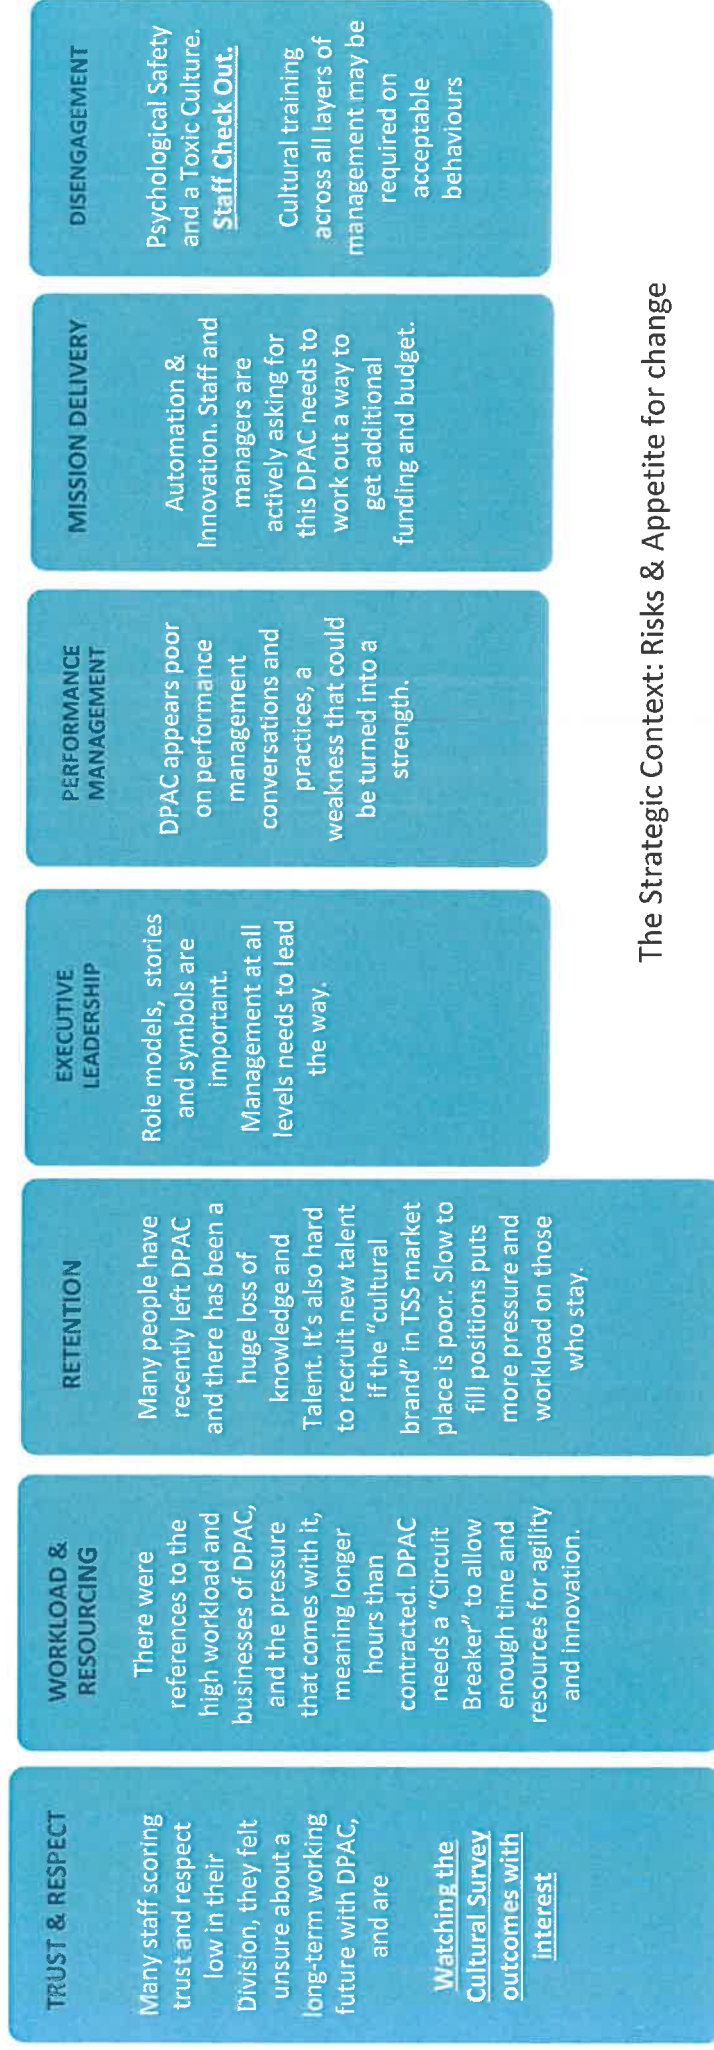 TRUST & RESPECT
Many staff scoring
trust and respect
low in their
Division, they felt
unsure about a
long-term working
future with DPAC,
and are
Watching the
Cultural Survey
outcomes with
interest
WORKLOAD &
RESOURCING
There were
references to the
high workload and
businesses of DPAC,
and the pressure
that comes with it,
meaning longer
hours than
contracted. DPAC
needs a “Circuit
Breaker” to allow
enough time and
resources for agility
and innovation.
RETENTION
Many people have
recently left DPAC
and there has been a
huge loss of
knowledge and
Talent. It’s also hard
to recruit new talent
if the “cultural
brand” in TSS market
place is poor. Slow to
fill positions puts
more pressure and
workload on those
who stay.
EXECUTIVE
LEADERSHIP
Role models, stories
and symbols are
important.
Management at all
levels needs to lead
the way.
PERFORMANCE
MANAGEMENT
DPAC appears poor
on performance
management
conversations and
practices, a
weakness that could
be turned into a
strength.
MISSION DELIVERY
Automation &
Innovation. Staff and
managers are
actively asking for
this DPAC needs to
work out a way to
get additional
funding and budget.
DISENGAGEMENT
Psychological Safety
and a Toxic Culture.
Staff Check Out.
Cultural training
across all layers of
management may be
required on
acceptable
behaviours
The Strategic Context: Risks & Appetite for change